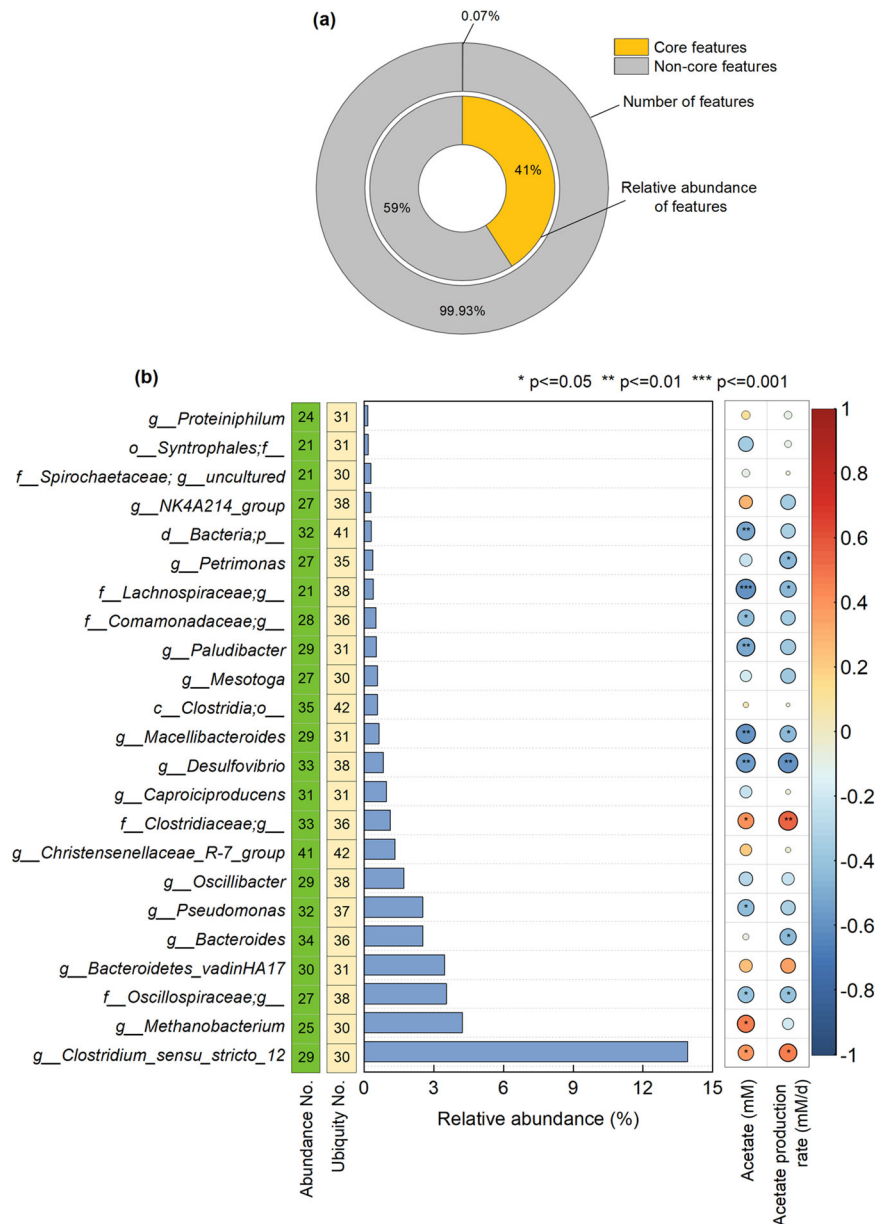 (a)
0.07%
Core features
Non-core features
Number of features
41%
Relative abundance
of features
59%
99.93%
(b)
* p<=0.05 ** p<=0.01 *** p<=0.001
g__Proteiniphilum 24 31
o__Syntrophales;f__ 21 31
f__Spirochaetaceae; g__uncultured 21 30
g__NK4A214_group 27 38
d__Bacteria;p__ 32 41 **
g__Petrimonas 27 35 *
f__Lachnospiraceae;g__ 21 38 *** *
f__Comamonadaceae;g__ 28 36 *
g__Paludibacter 29 31 **
g__Mesotoga 27 30
c__Clostridia;o__ 35 42
g__Macellibacteroides 29 31 ** *
g__Desulfovibrio 33 38 ** **
g__Caproiciproducens 31 31
f__Clostridiaceae;g__ 33 36 * **
g__Christensenellaceae_R-7_group 41 42
g__Oscillibacter 29 38
g__Pseudomonas 32 37 *
g__Bacteroides 34 36 *
g__Bacteroidetes_vadinHA17 30 31
f__Oscillospiraceae;g__ 27 38 * *
g__Methanobacterium 25 30 *
g__Clostridium_sensu_stricto_12 29 30 * *
1
0.8
0.6
0.4
0.2
0
-0.2
-0.4
-0.6
-0.8
-1
0 3 6 9 12 15
Relative abundance (%)
Abundance No.
Ubiquity No.
Acetate (mM)
Acetate production
rate (mM/d)